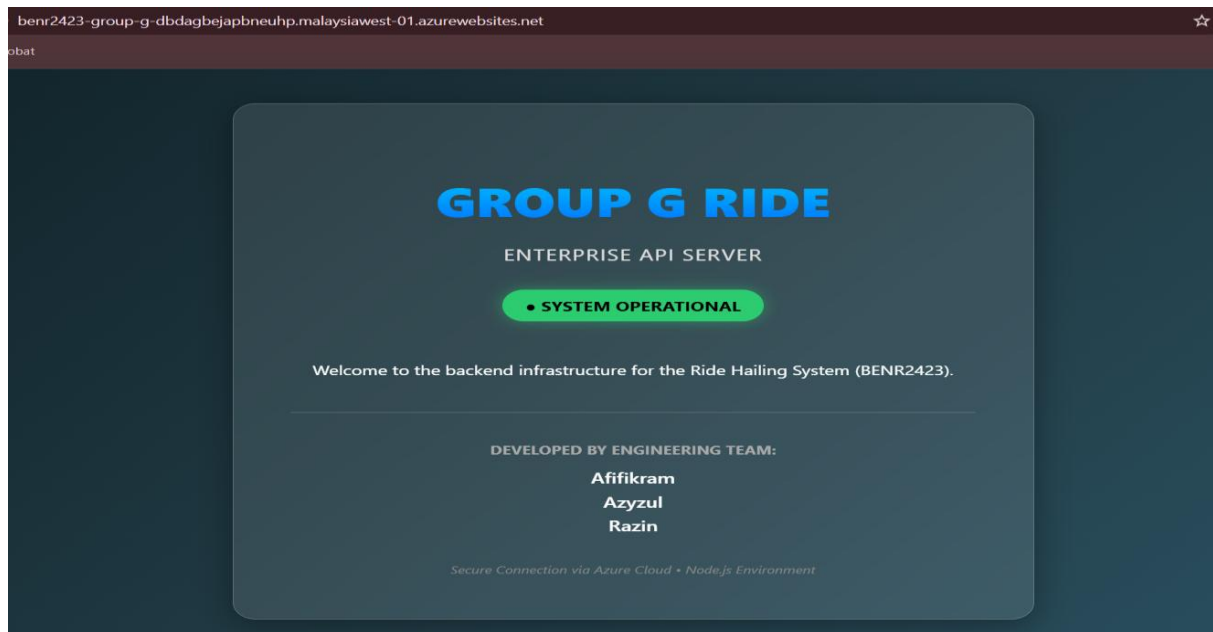 benr2423-group-g-dbdagbejapbneuhp.malaysiawest-01.azurewebsites.net
obat
GROUP G RIDE
ENTERPRISE API SERVER
• SYSTEM OPERATIONAL
Welcome to the backend infrastructure for the Ride Hailing System (BENR2423).
DEVELOPED BY ENGINEERING TEAM:
Afifikram
Azyzul
Razin
Secure Connection via Azure Cloud • Node.js Environment